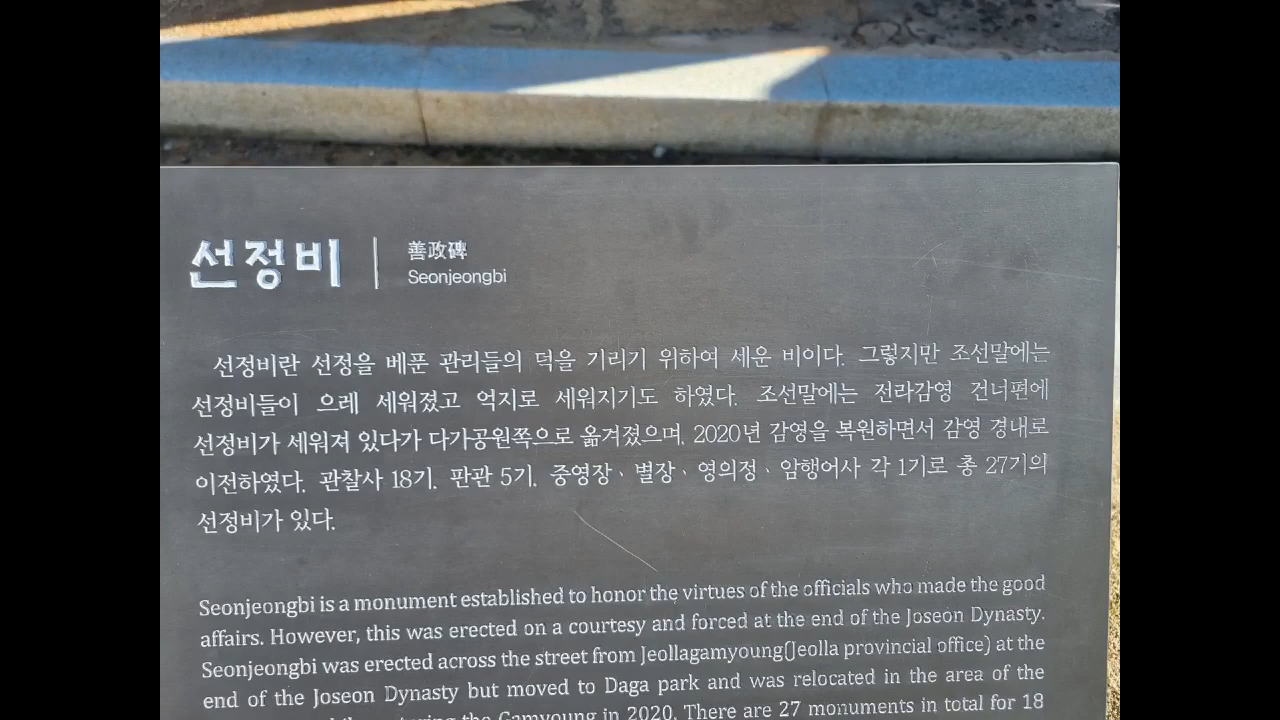 선정비
善政碑
Seonjeongbi
선정비란 선정을 베푼 관리들의 덕을 기리기 위하여 세운 비이다. 그렇지만 조선말에는
선정비들이 으레 세워졌고 억지로 세워지기도 하였다. 조선말에는 전라감영 건너편에
선정비가 세워져 있다가 다가공원쪽으로 옮겨졌으며, 2020년 감영을 복원하면서 감영 경내로
이전하였다. 관찰사 18기, 판관 5기, 중영장、별장、영의정、암행어사 각 1기로 총 27기의
선정비가 있다.
Seonjeongbi is a monument established to honor the virtues of the officials who made the good
affairs. However, this was erected on a courtesy and forced at the end of the Joseon Dynasty.
Seonjeongbi was erected across the street from Jeollagamyoung(Jeolla provincial office) at the
end of the Joseon Dynasty but moved to Daga park and was relocated in the area of the
the Gamyoung in 2020. There are 27 monuments in total for 18